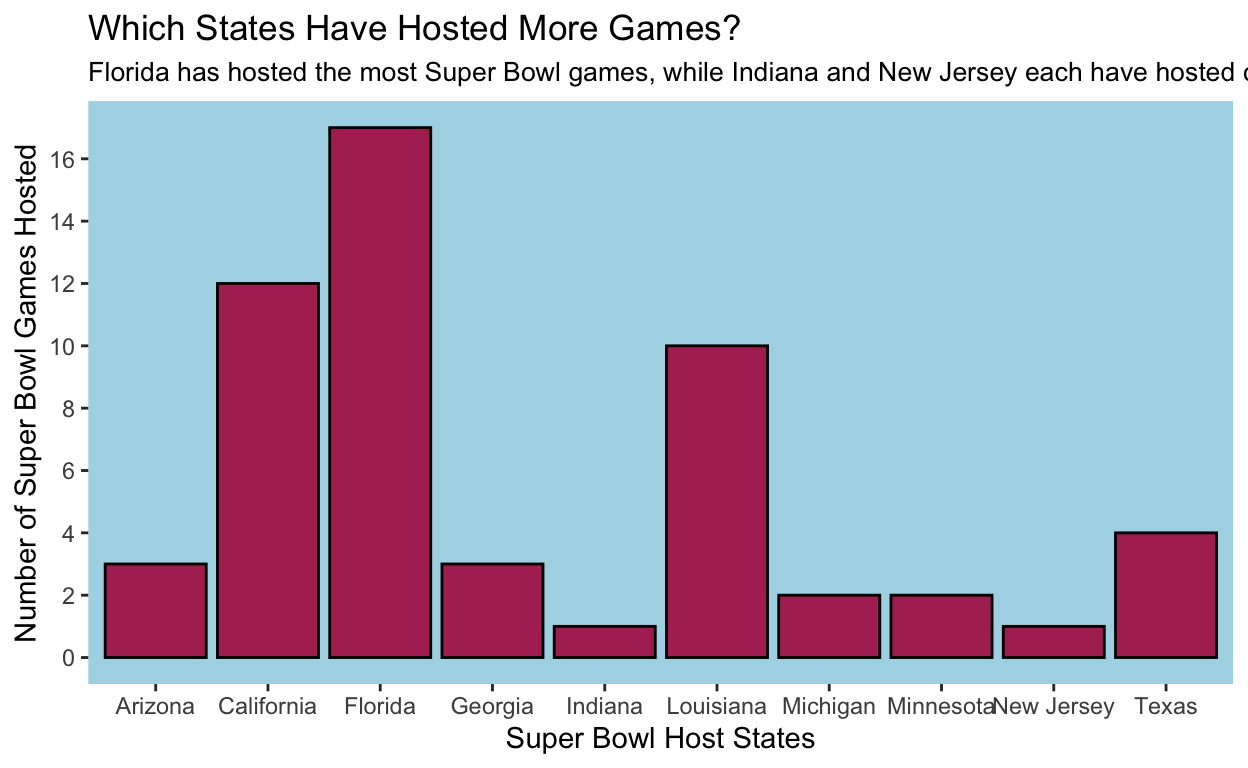 Which States Have Hosted More Games?
Florida has hosted the most Super Bowl games, while Indiana and New Jersey each have hosted
Number of Super Bowl Games Hosted
16
14
12
10
8
6
4
2
0
Arizona California Florida Georgia Indiana Louisiana Michigan Minnesota New Jersey Texas
Super Bowl Host States